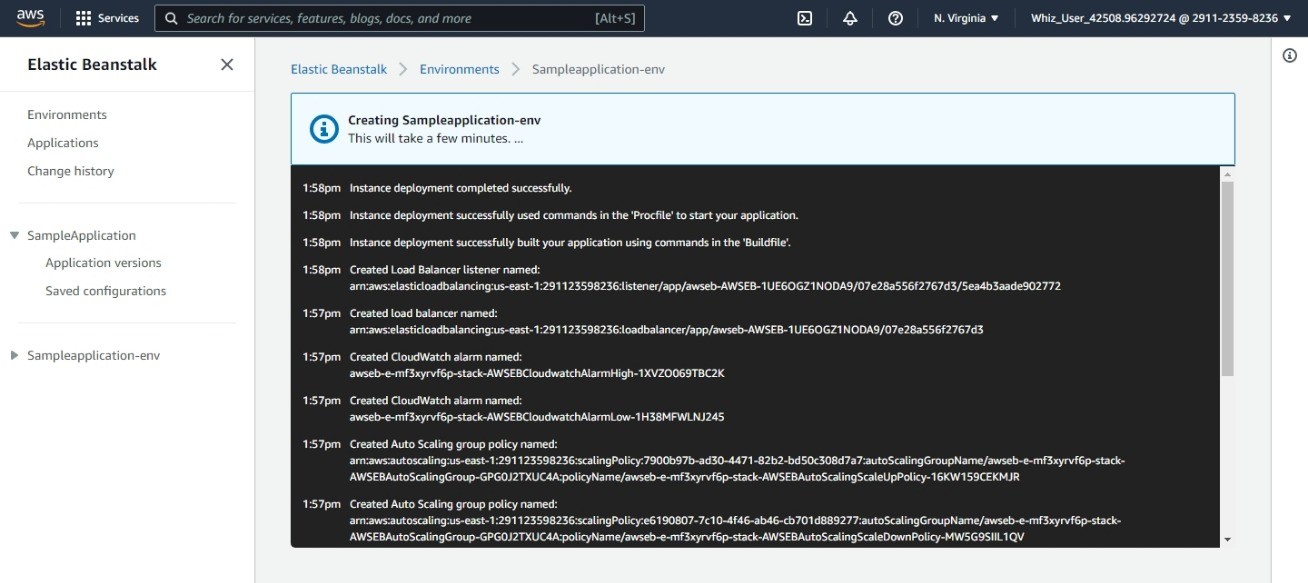 aws
Services
Search for services, features, blogs, docs, and more [Alt+S]
N. Virginia ▼
Whiz_User_42508.96292724 @ 2911-2359-8236 ▼
Elastic Beanstalk
Environments
Applications
Change history
SampleApplication
Application versions
Saved configurations
Sampleapplication-env
Elastic Beanstalk > Environments > Sampleapplication-env
Creating Sampleapplication-env
This will take a few minutes. ...
1:58pm Instance deployment completed successfully.
1:58pm Instance deployment successfully used commands in the 'Procfile' to start your application.
1:58pm Instance deployment successfully built your application using commands in the 'Buildfile'.
1:58pm Created Load Balancer listener named:
arn:aws:elasticloadbalancing:us-east-1:291123598236:listener/app/awseb-AWSEB-1UE6OGZ1NODA9/07e28a556f2767d3/5ea4b3aade902772
1:57pm Created load balancer named:
arn:aws:elasticloadbalancing:us-east-1:291123598236:loadbalancer/app/awseb-AWSEB-1UE6OGZ1NODA9/07e28a556f2767d3
1:57pm Created CloudWatch alarm named:
awseb-e-mf3xyrvf6p-stack-AWSEBCloudwatchAlarmHigh-1XVZO069TBC2K
1:57pm Created CloudWatch alarm named:
awseb-e-mf3xyrvf6p-stack-AWSEBCloudwatchAlarmLow-1H38MFWLNJ245
1:57pm Created Auto Scaling group policy named:
arn:aws:autoscaling:us-east-1:291123598236:scalingPolicy:7900b97b-ad30-4471-82b2-bd50c308d7a7:autoScalingGroupName/awseb-e-mf3xyrvf6p-stack-
AWSEBAutoScalingGroup-GPG0J2TXUC4A:policyName/awseb-e-mf3xyrvf6p-stack-AWSEBAutoScalingScaleUpPolicy-16KW159CEKMJR
1:57pm Created Auto Scaling group policy named:
arn:aws:autoscaling:us-east-1:291123598236:scalingPolicy:e6190807-7c10-4f46-ab46-cb701d889277:autoScalingGroupName/awseb-e-mf3xyrvf6p-stack-
AWSEBAutoScalingGroup-GPG0J2TXUC4A:policyName/awseb-e-mf3xyrvf6p-stack-AWSEBAutoScalingScaleDownPolicy-MW5G9SIIL1QV